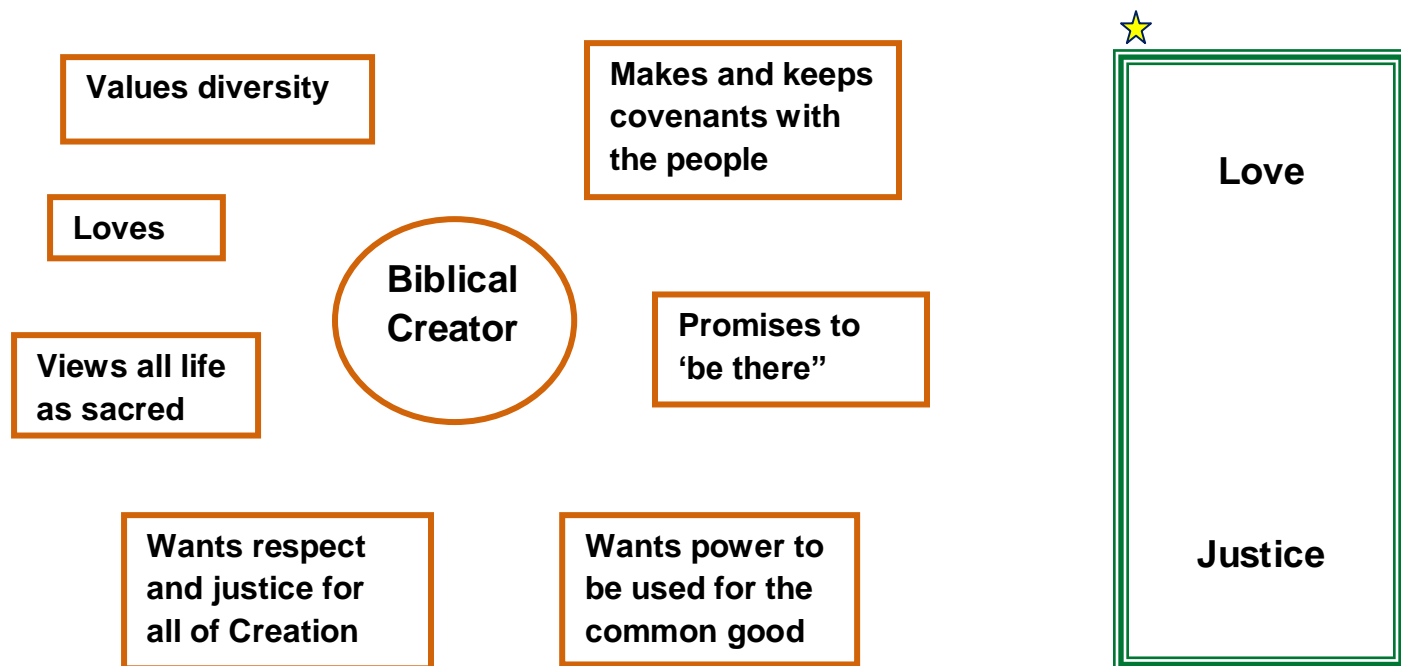 Values diversity
Makes and keeps
covenants with
the people
Loves
Biblical
Creator
Views all life
as sacred
Promises to
‘be there”
Wants respect
and justice for
all of Creation
Wants power to
be used for the
common good
Love
Justice